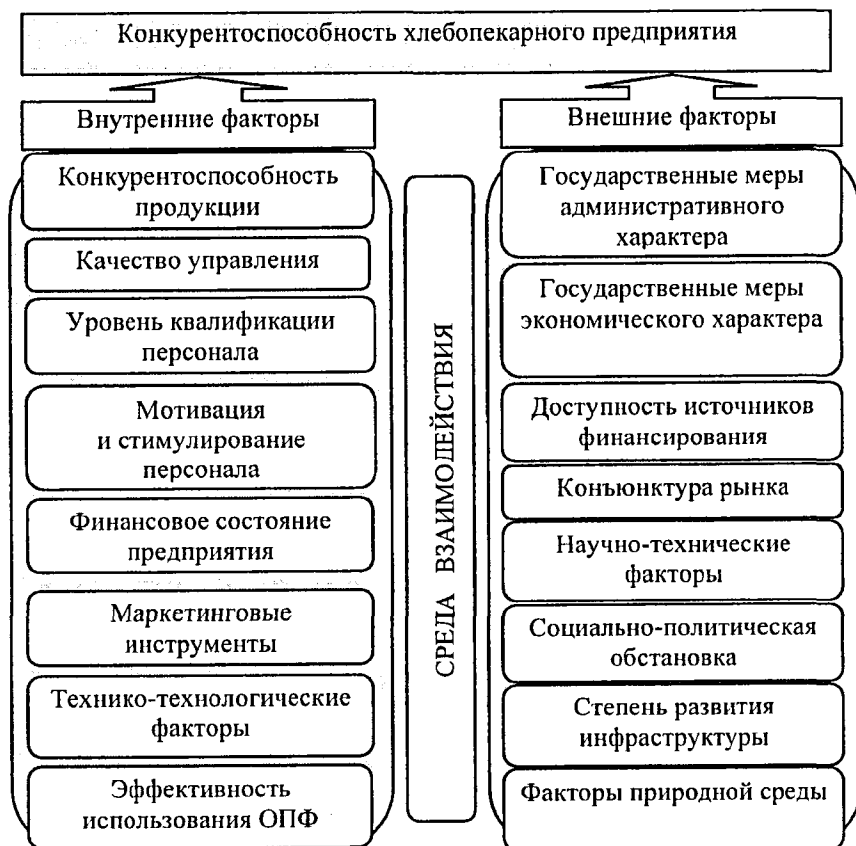 Конкурентоспособность хлебопекарного предприятия
Внутренние факторы
Конкурентоспособность
продукции
Качество управления
Уровень квалификации
персонала
Мотивация
и стимулирование
персонала
Финансовое состояние
предприятия
Маркетинговые
инструменты
Технико-технологические
факторы
Эффективность
использования ОПФ
СРЕДА ВЗАИМОДЕЙСТВИЯ
Внешние факторы
Государственные меры
административного
характера
Государственные меры
экономического характера
Доступность источников
финансирования
Конъюнктура рынка
Научно-технические
факторы
Социально-политическая
обстановка
Степень развития
инфраструктуры
Факторы природной среды